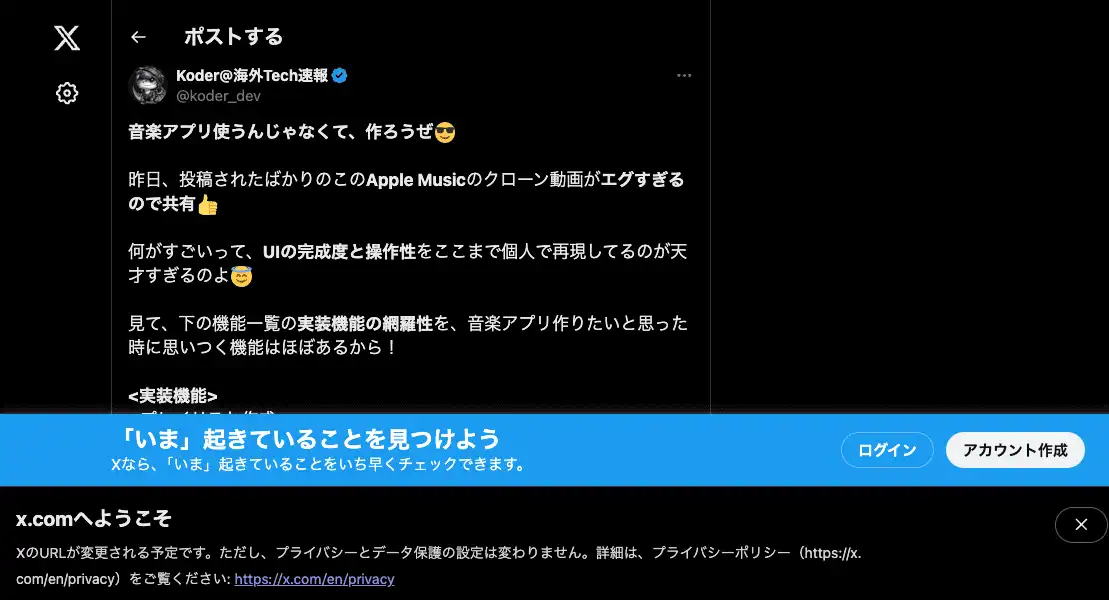 ポストする
Koder@海外Tech速報
@koder_dev
音楽アプリ使うんじゃなくて、作ろうぜ😎
昨日、投稿されたばかりのこのApple Musicのクローン動画がエグすぎる
ので共有👍
何がすごいって、UIの完成度と操作性をここまで個人で再現してるのが天
才すぎるのよ😇
見て、下の機能一覧の実装機能の網羅性を、音楽アプリ作りたいと思った
時に思いつく機能はほぼあるから！
<実装機能>
「いま」起きていることを見つけよう
Xなら、「いま」起きていることをいち早くチェックできます。
ログイン
アカウント作成
x.comへようこそ
XのURLが変更される予定です。ただし、プライバシーとデータ保護の設定は変わりません。詳細は、プライバシーポリシー（https://x.
com/en/privacy）をご覧ください: https://x.com/en/privacy